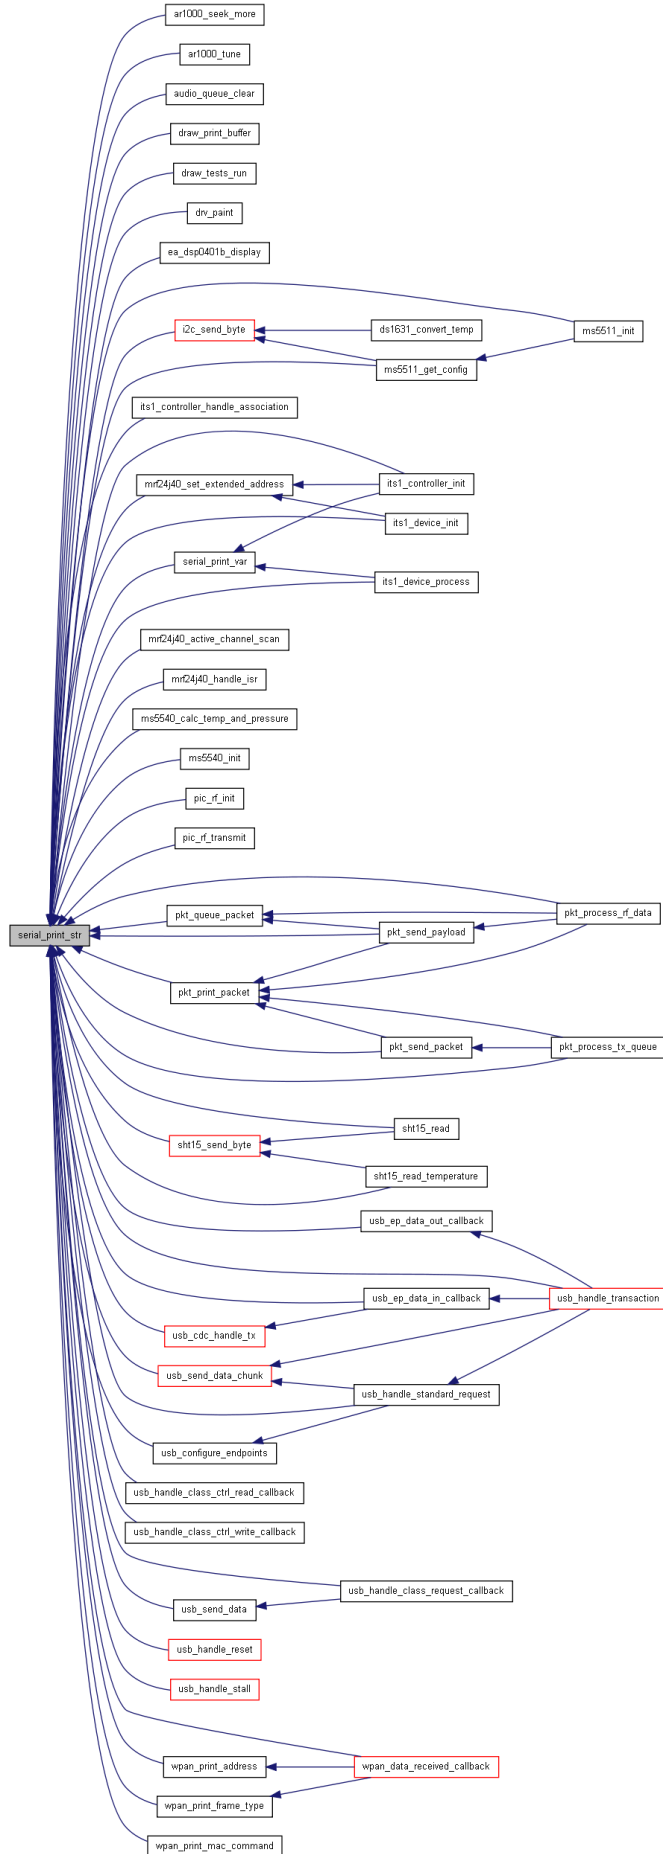 ar1000_seek_more
ar1000_tune
audio_queue_clear
draw_print_buffer
draw_tests_run
drv_paint
ea_dsp0401b_display
i2c_send_byte
ds1631_convert_temp
ms5511_init
ms5511_get_config
its1_controller_handle_association
mrf24j40_set_extended_address
its1_controller_init
its1_device_init
serial_print_var
its1_device_process
mrf24j40_active_channel_scan
mrf24j40_handle_isr
ms5540_calc_temp_and_pressure
ms5540_init
pic_rf_init
pic_rf_transmit
pkt_queue_packet
pkt_process_rf_data
serial_print_str
pkt_send_payload
pkt_print_packet
pkt_send_packet
pkt_process_tx_queue
sht15_read
sht15_send_byte
sht15_read_temperature
usb_ep_data_out_callback
usb_ep_data_in_callback
usb_handle_transaction
usb_cdc_handle_tx
usb_send_data_chunk
usb_handle_standard_request
usb_configure_endpoints
usb_handle_class_ctrl_read_callback
usb_handle_class_ctrl_write_callback
usb_handle_class_request_callback
usb_send_data
usb_handle_reset
usb_handle_stall
wpan_print_address
wpan_data_received_callback
wpan_print_frame_type
wpan_print_mac_command